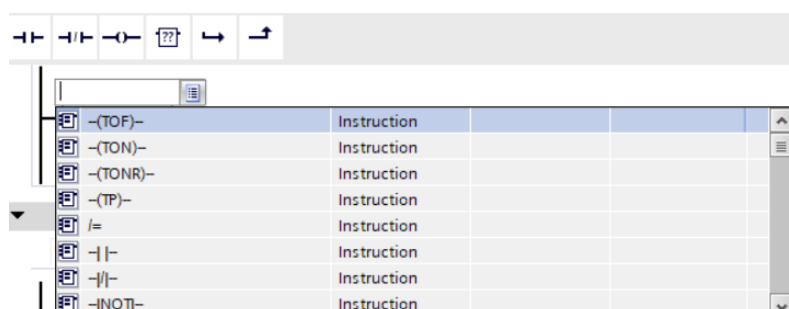 ??
--(TOF)-- Instruction
--(TON)-- Instruction
--(TONR)-- Instruction
--(TP)-- Instruction
/= Instruction
--| |-- Instruction
--|/|-- Instruction
--|NOT|-- Instruction